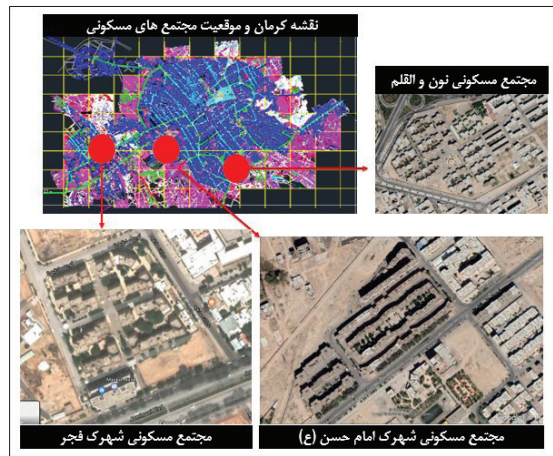 نقشه کرمان و موقعیت مجتمع های مسکونی
مجتمع مسکونی نون و القلم
مجتمع مسکونی شهرک فجر
مجتمع مسکونی شهرک امام حسن (ع)